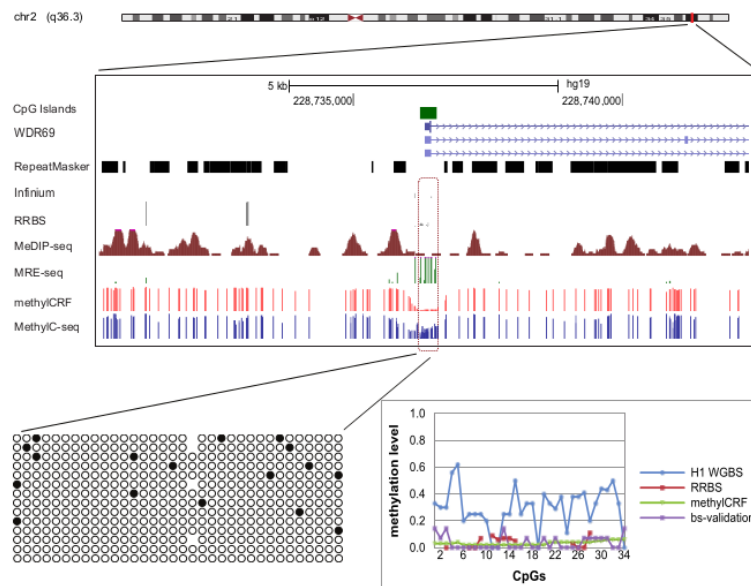 chr2 (q36.3)
21
5 kb
hg19
228,735,000
228,740,000
CpG Islands
WDR69
RepeatMasker
Infinium
RRBS
MeDIP-seq
MRE-seq
methylCRF
MethylC-seq
methylation level
1.0
0.8
0.6
0.4
0.2
0.0
2 6 10 14 18 22 26 30 34
CpGs
H1 WGBS
RRBS
methylCRF
bs-validation